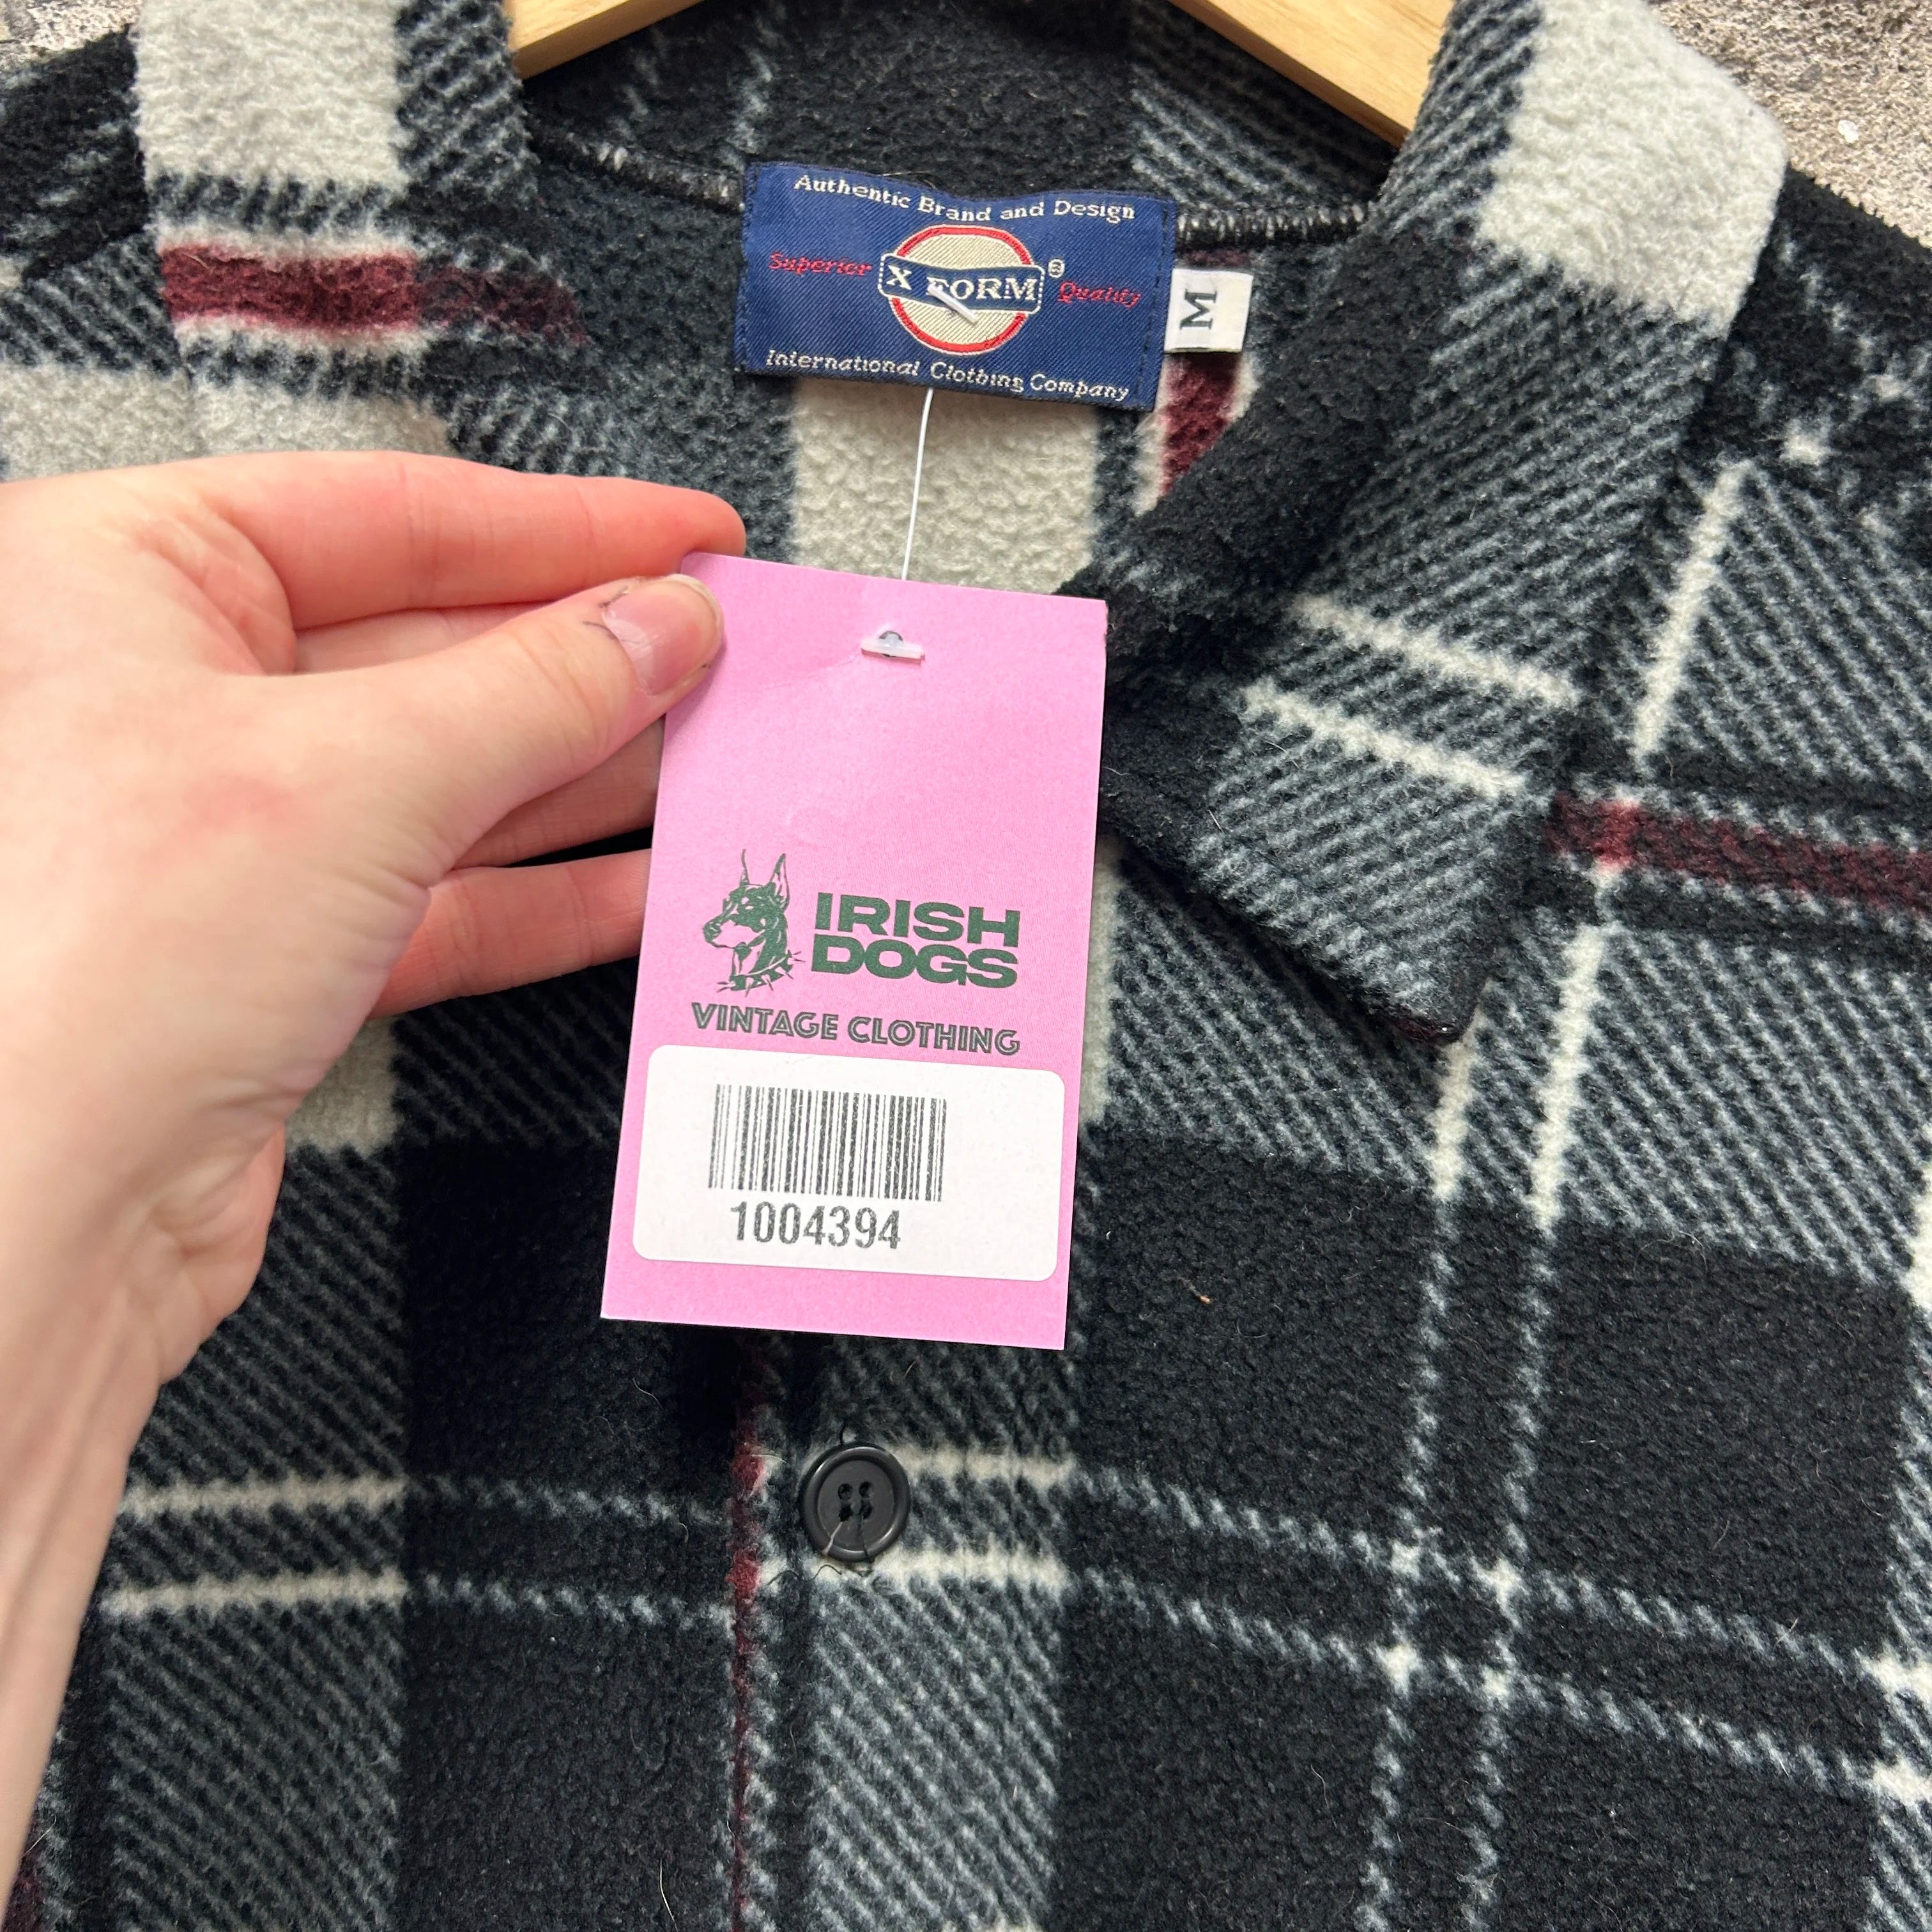 Authentic Brand and Design
Superior
X FORM
®
Quality
International Clothing Company
M
IRISH
DOGS
VINTAGE CLOTHING
1004394